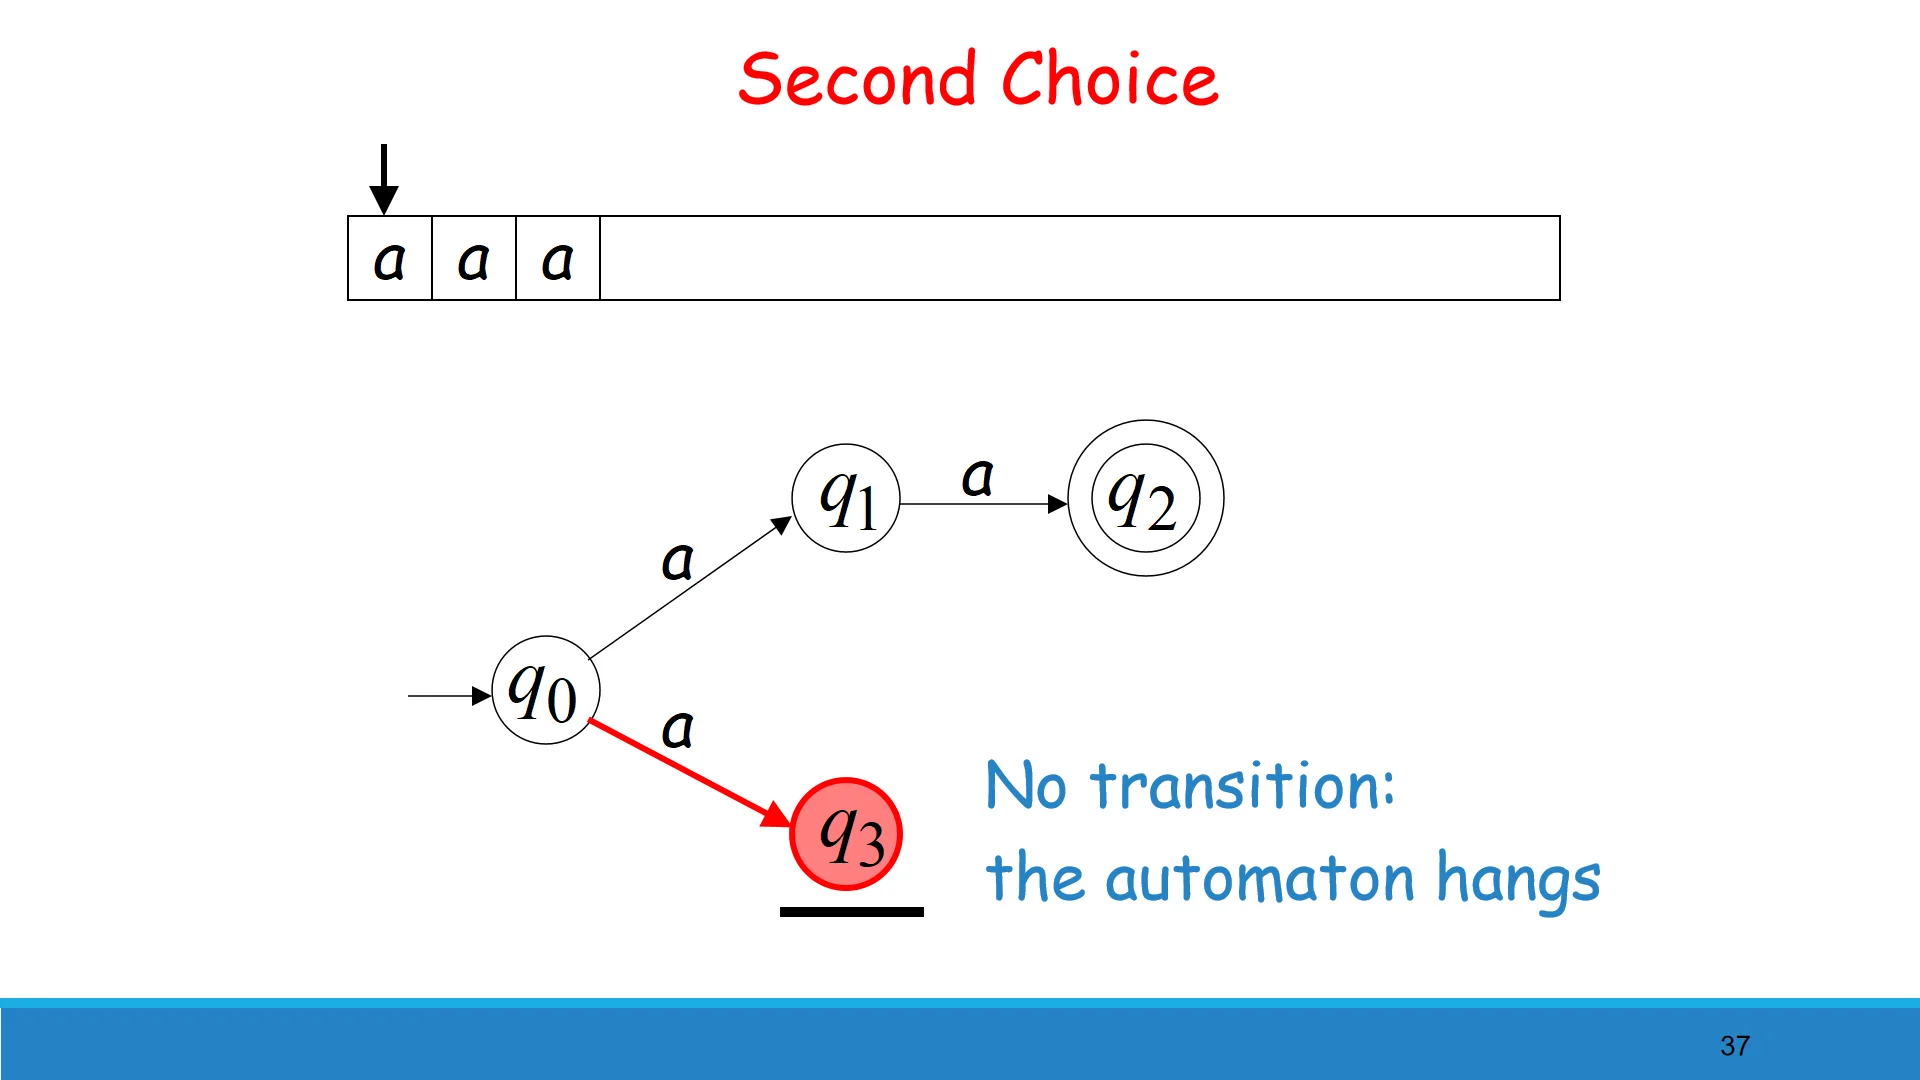 Second Choice
a a a
a
q1
q2
a
q0
a
q3
No transition:
the automaton hangs
37